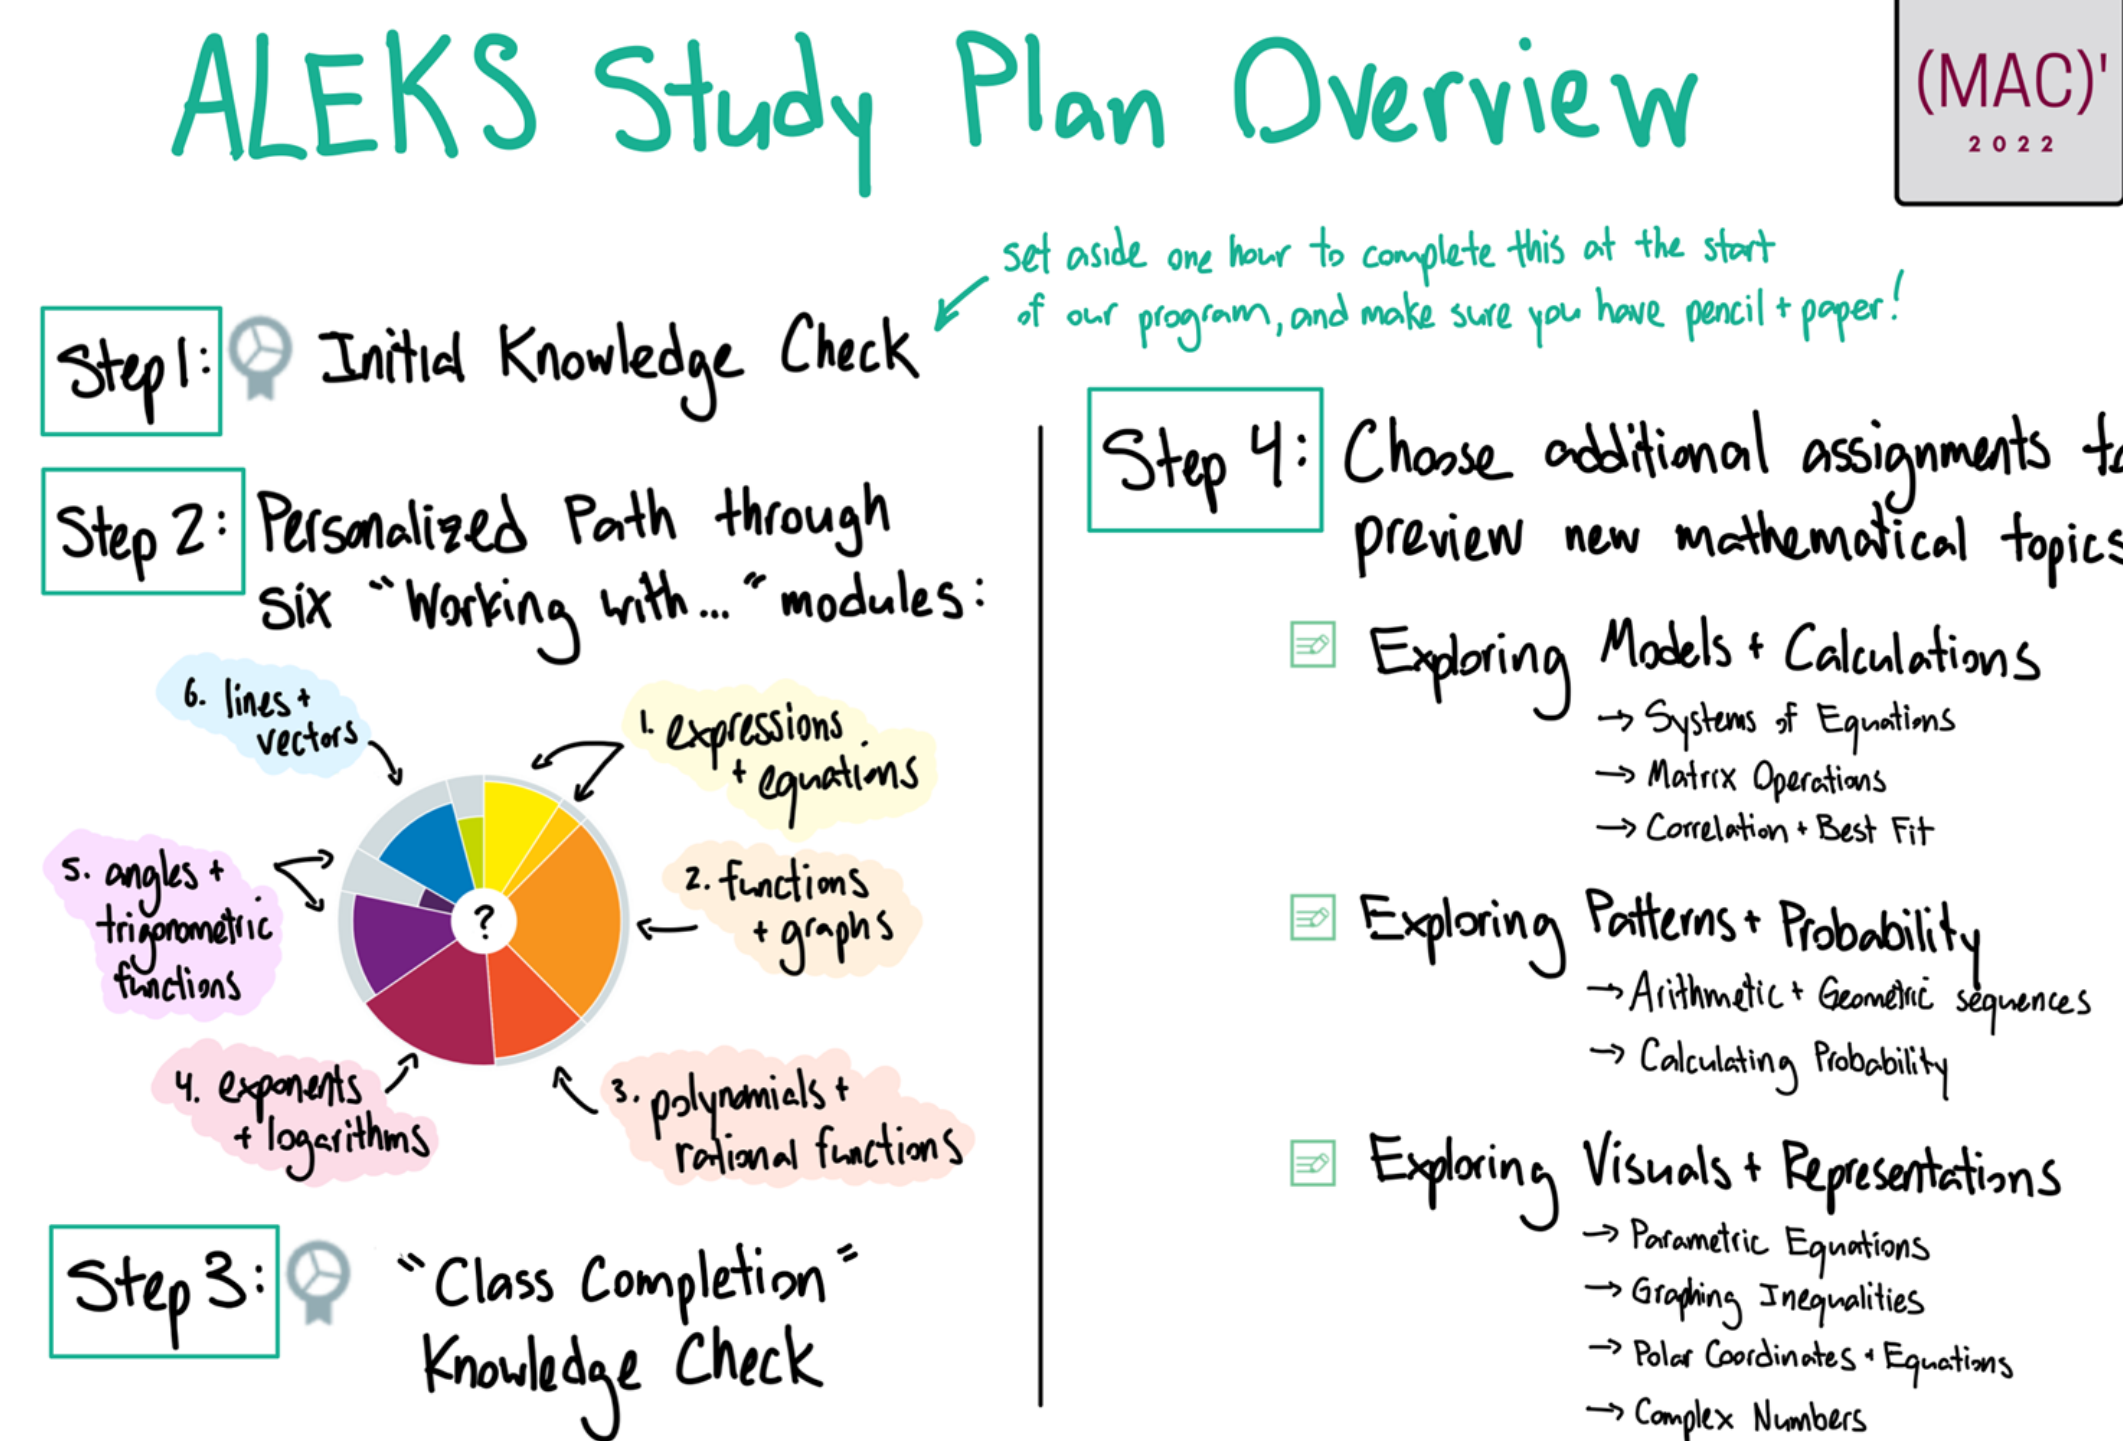 ALEKS Study Plan Overview
(MAC)'
2022
set aside one hour to complete this at the start
of our program, and make sure you have pencil + paper!
Step 1: Initial Knowledge Check
Step 2: Personalized Path through
six "Working with..." modules:
1. expressions
+ equations
2. functions
+ graphs
3. polynomials +
rational functions
4. exponents
+ logarithms
5. angles +
trigonometric
functions
6. lines +
vectors
?
Step 3: "Class Completion"
Knowledge Check
Step 4: Choose additional assignments to
preview new mathematical topics
Exploring Models + Calculations
→ Systems of Equations
→ Matrix Operations
→ Correlation + Best Fit
Exploring Patterns + Probability
→ Arithmetic + Geometric sequences
→ Calculating Probability
Exploring Visuals + Representations
→ Parametric Equations
→ Graphing Inequalities
→ Polar Coordinates + Equations
→ Complex Numbers